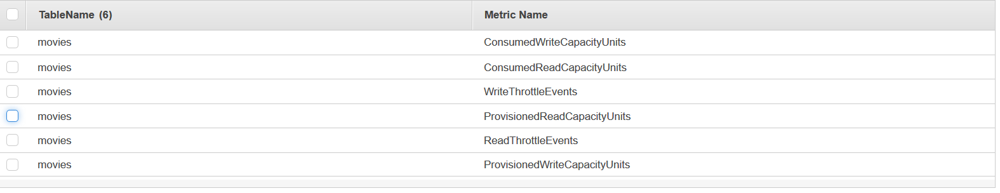 TableName (6) Metric Name
movies ConsumedWriteCapacityUnits
movies ConsumedReadCapacityUnits
movies WriteThrottleEvents
movies ProvisionedReadCapacityUnits
movies ReadThrottleEvents
movies ProvisionedWriteCapacityUnits